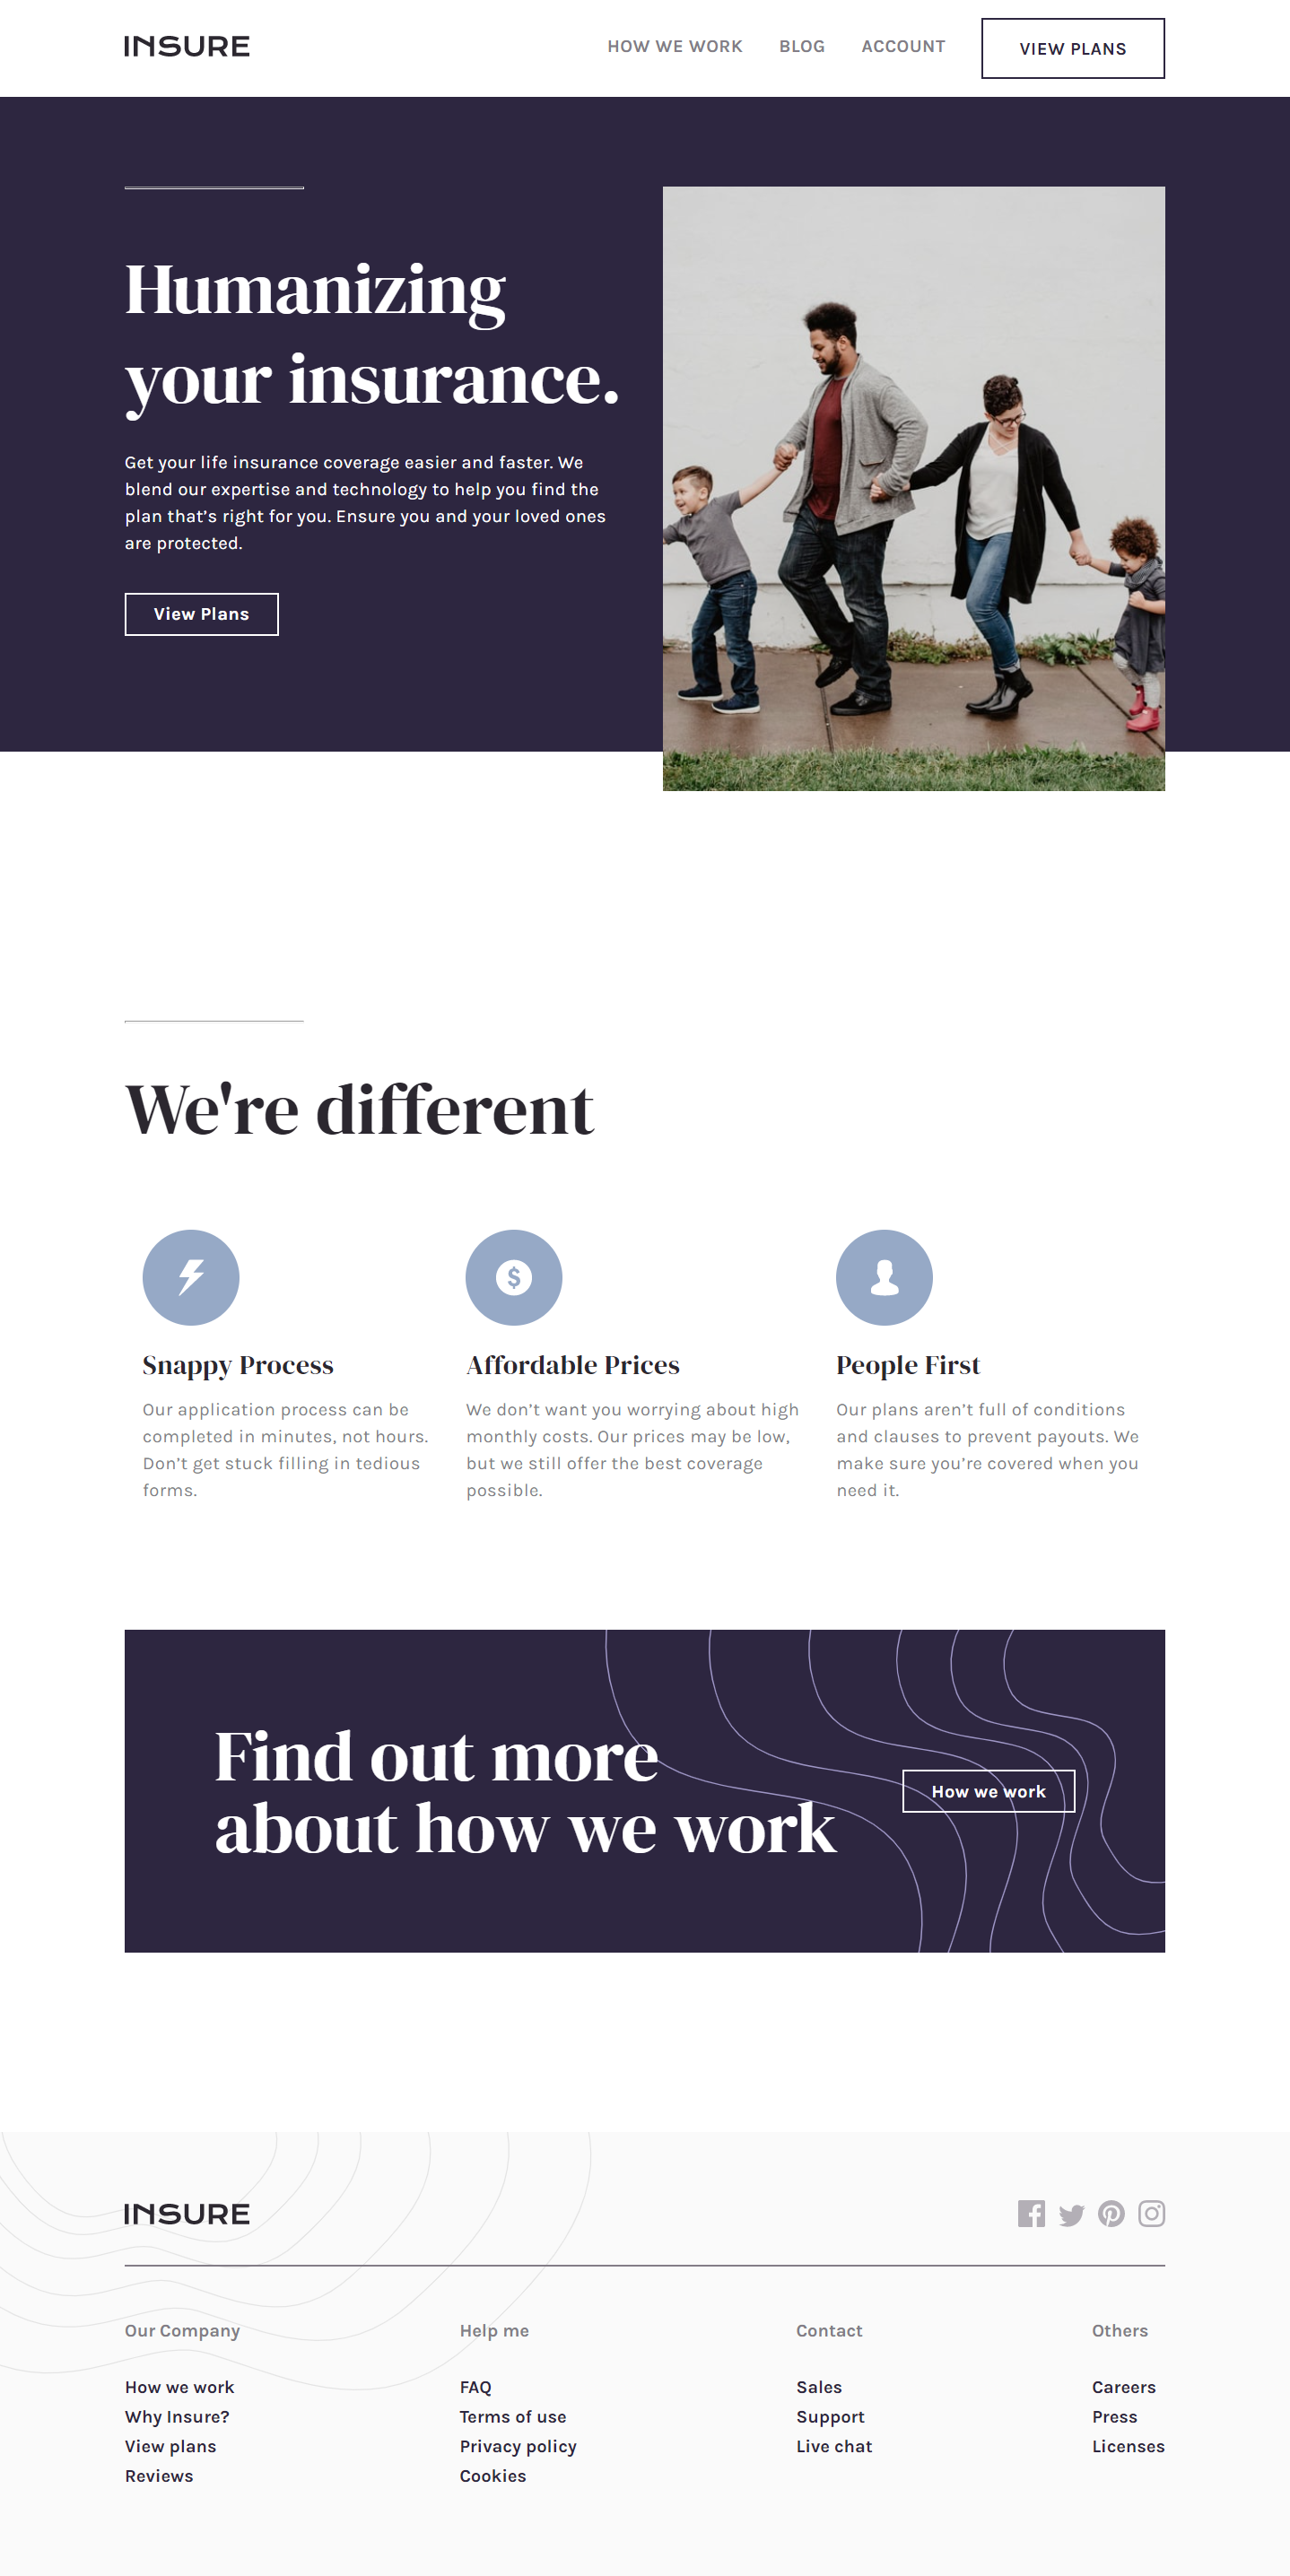 INSURE
HOW WE WORK BLOG ACCOUNT VIEW PLANS
Humanizing
your insurance.
Get your life insurance coverage easier and faster. We
blend our expertise and technology to help you find the
plan that’s right for you. Ensure you and your loved ones
are protected.
View Plans
We're different
Snappy Process
Our application process can be
completed in minutes, not hours.
Don’t get stuck filling in tedious
forms.
Affordable Prices
We don’t want you worrying about high
monthly costs. Our prices may be low,
but we still offer the best coverage
possible.
People First
Our plans aren’t full of conditions
and clauses to prevent payouts. We
make sure you’re covered when you
need it.
Find out more
about how we work
How we work
INSURE
Our Company
How we work
Why Insure?
View plans
Reviews
Help me
FAQ
Terms of use
Privacy policy
Cookies
Contact
Sales
Support
Live chat
Others
Careers
Press
Licenses